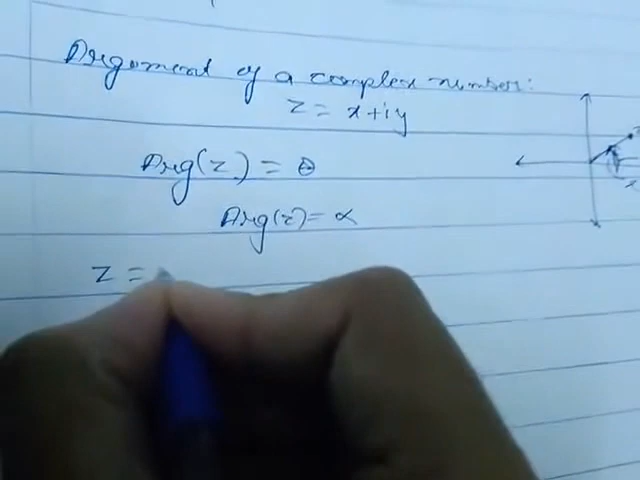 Argument of a complex number:
z = x + iy
Arg(z) = θ
Arg(z) = α
z =